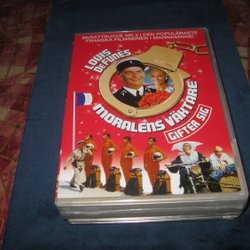 SKRATTSUCCÉ NR.3 I DEN POPULÄRASTE
FRANSKA FILMSERIEN I MANNAMINNE!
LOUIS
DE FUNÈS
MORALENS VÄKTARE
GIFTER SIG